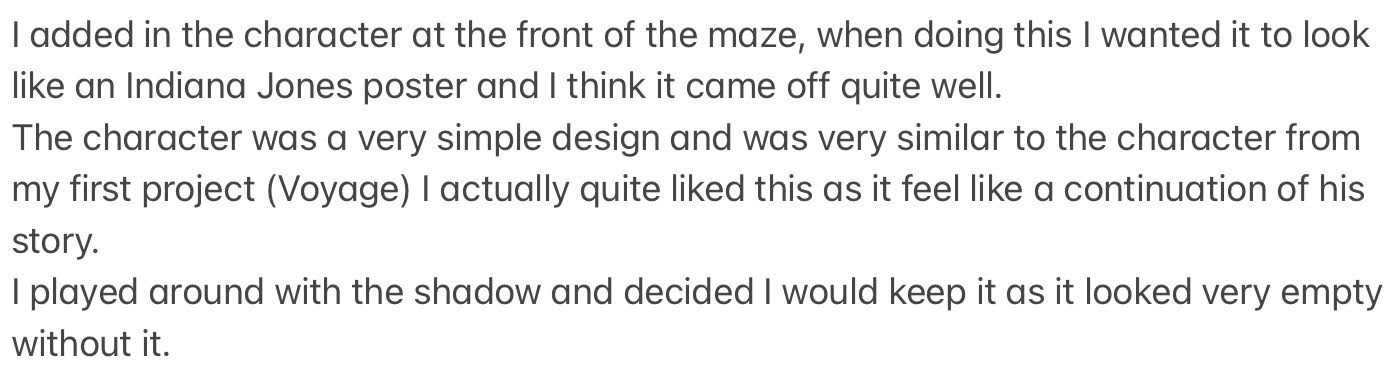 I added in the character at the front of the maze, when doing this I wanted it to look
like an Indiana Jones poster and I think it came off quite well.
The character was a very simple design and was very similar to the character from
my first project (Voyage) I actually quite liked this as it feel like a continuation of his
story.
I played around with the shadow and decided I would keep it as it looked very empty
without it.